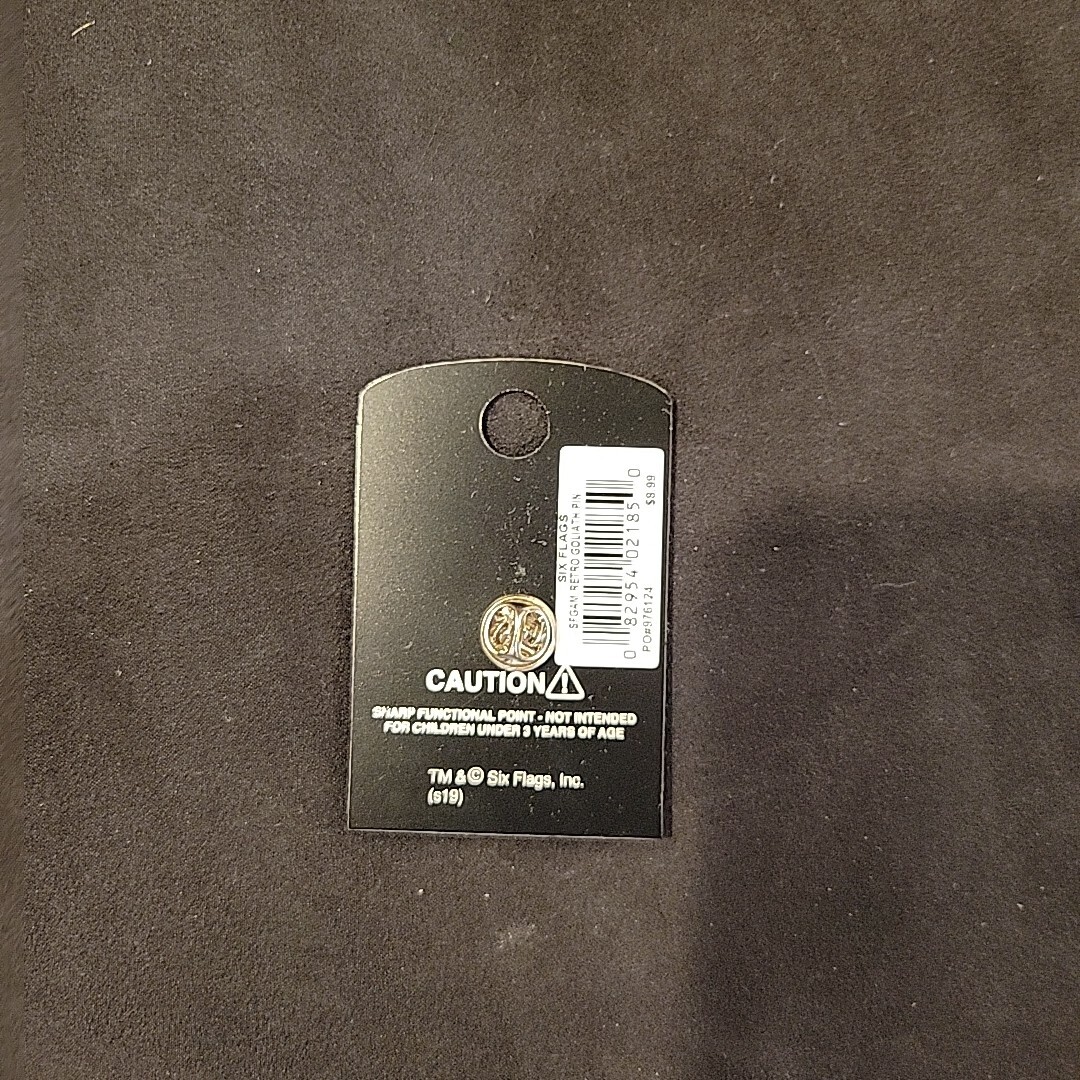 SIX FLAGS
SFGAM RETRO GOLIATH PIN
0 82954 02185 0
PO#976124 $9.99
CAUTION
SHARP FUNCTIONAL POINT - NOT INTENDED
FOR CHILDREN UNDER 3 YEARS OF AGE
TM & © Six Flags, Inc.
(s19)